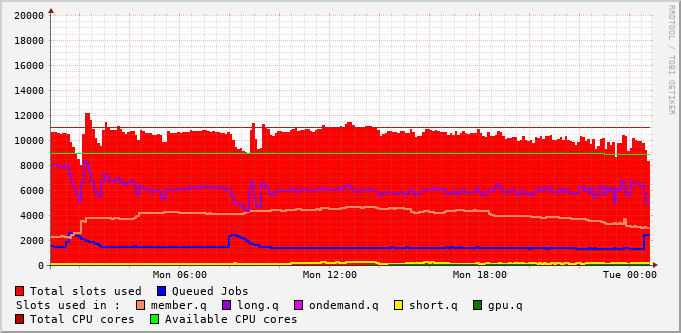 20000
18000
16000
14000
12000
10000
8000
6000
4000
2000
0
Mon 06:00 Mon 12:00 Mon 18:00 Tue 00:00
RRDTOOL / TOBI OETIKER
Total slots used Queued Jobs
Slots used in : member.q long.q ondemand.q short.q gpu.q
Total CPU cores Available CPU cores